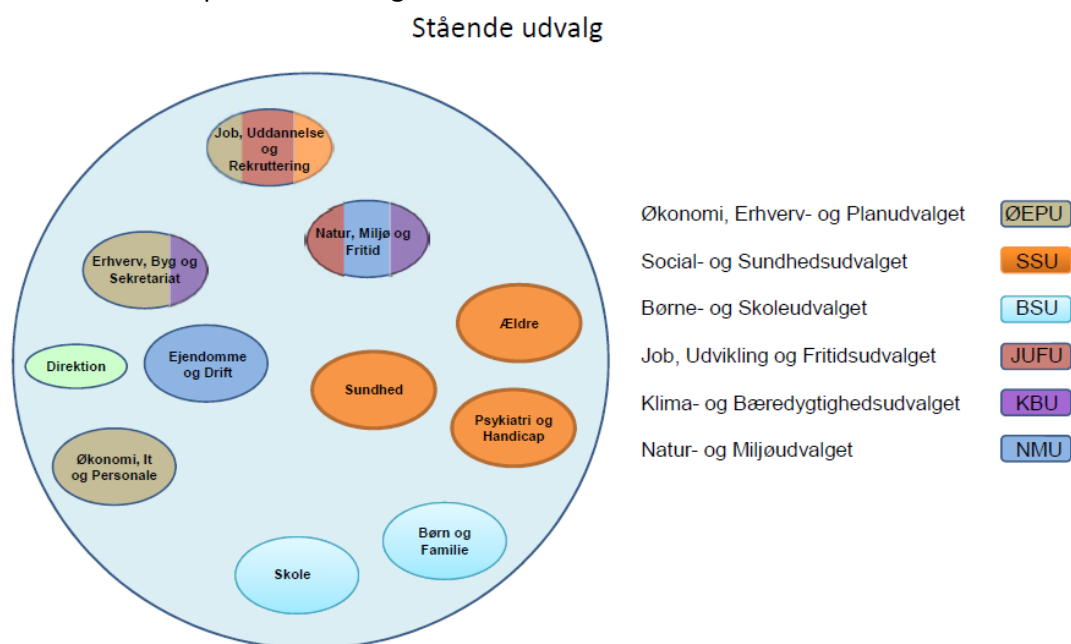 Stående udvalg
Job, Uddannelse
og
Rekruttering
Natur, Miljø og
Fritid
Erhverv, Byg og
Sekretariat
Ældre
Direktion
Ejendomme
og Drift
Sundhed
Psykiatri og
Handicap
Økonomi, It
og Personale
Børn og
Familie
Skole
Økonomi, Erhverv- og Planudvalget ØEPU
Social- og Sundhedsudvalget SSU
Børne- og Skoleudvalget BSU
Job, Udvikling og Fritidsudvalget JUFU
Klima- og Bæredygtighedsudvalget KBU
Natur- og Miljøudvalget NMU